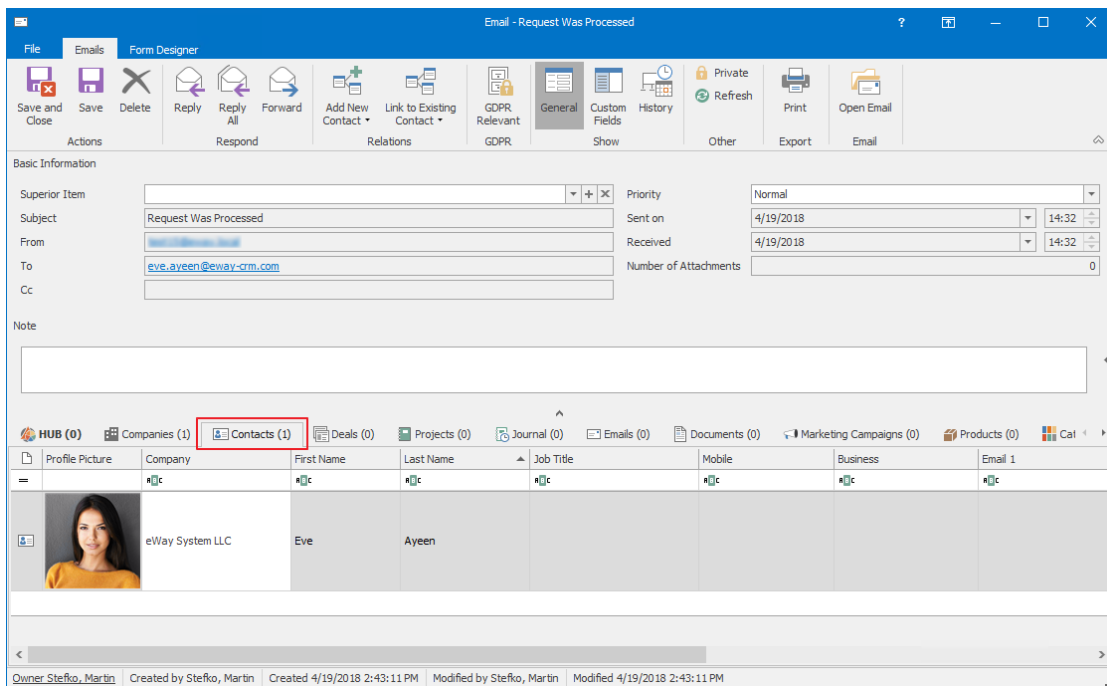 Email - Request Was Processed ?
File Emails Form Designer
Save and Close Save Delete Reply Reply All Forward Add New Contact Link to Existing Contact GDPR Relevant General Custom Fields History Private Refresh Print Open Email
Actions Respond Relations GDPR Show Other Export Email
Basic Information
Superior Item Priority Normal
Subject Request Was Processed Sent on 4/19/2018 14:32
From Received 4/19/2018 14:32
To eve.ayeen@eway-crm.com Number of Attachments 0
Cc
Note
HUB (0) Companies (1) Contacts (1) Deals (0) Projects (0) Journal (0) Emails (0) Documents (0) Marketing Campaigns (0) Products (0) Cat
Profile Picture Company First Name Last Name Job Title Mobile Business Email 1
eWay System LLC Eve Ayeen
Owner Stefko, Martin Created by Stefko, Martin Created 4/19/2018 2:43:11 PM Modified by Stefko, Martin Modified 4/19/2018 2:43:11 PM